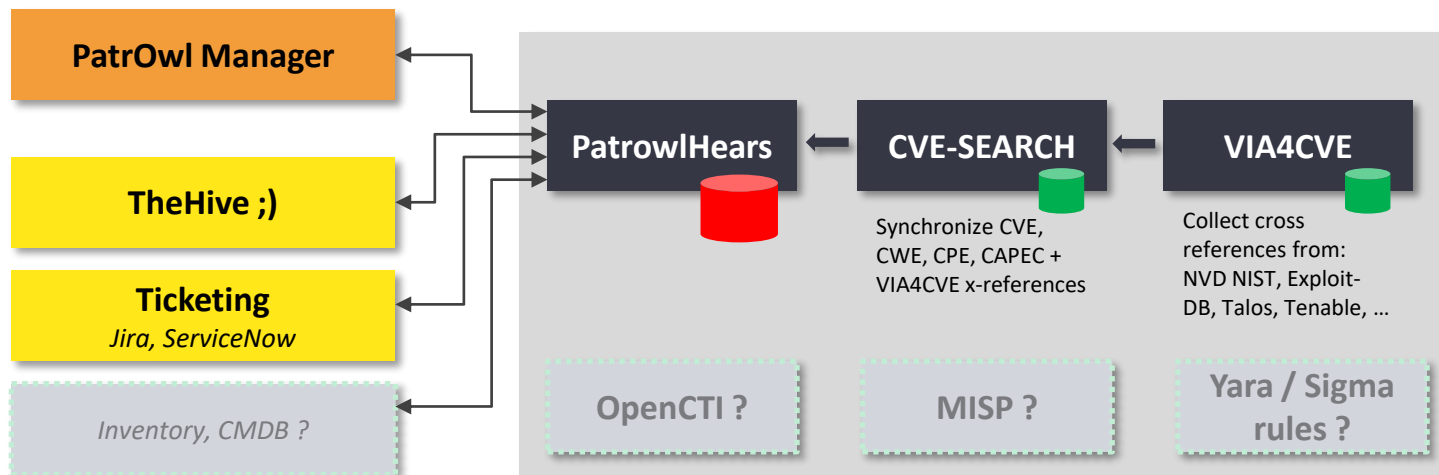 PatrOwl Manager
TheHive ;)
Ticketing
Jira, ServiceNow
Inventory, CMDB ?
PatrowlHears
CVE-SEARCH
VIA4CVE
Synchronize CVE,
CWE, CPE, CAPEC +
VIA4CVE x-references
Collect cross
references from:
NVD NIST, Exploit-
DB, Talos, Tenable, …
OpenCTI ?
MISP ?
Yara / Sigma
rules ?